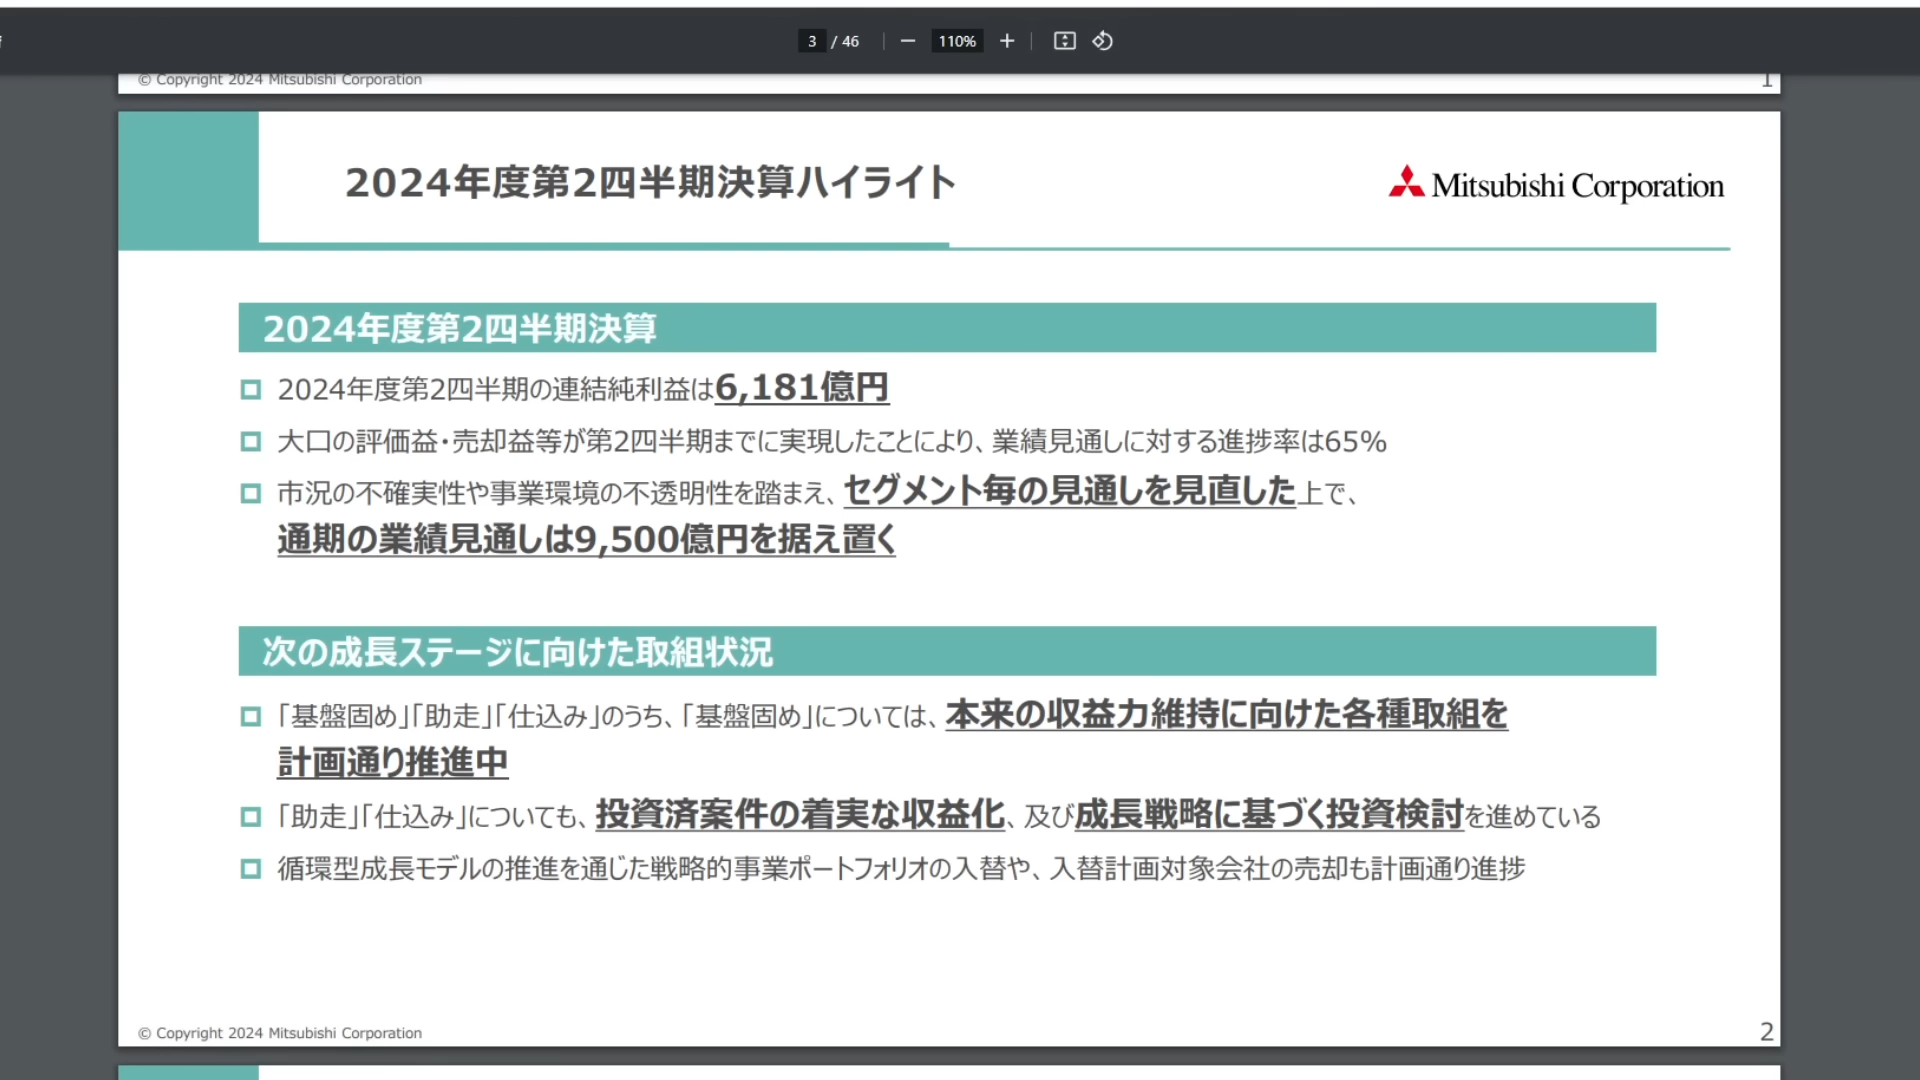 3 / 46
110%
© Copyright 2024 Mitsubishi Corporation
1
2024年度第2四半期決算ハイライト
Mitsubishi Corporation
2024年度第2四半期決算
2024年度第2四半期の連結純利益は6,181億円
大口の評価益・売却益等が第2四半期までに実現したことにより、業績見通しに対する進捗率は65%
市況の不確実性や事業環境の不透明性を踏まえ、セグメント毎の見通しを見直した上で、
通期の業績見通しは9,500億円を据え置く
次の成長ステージに向けた取組状況
「基盤固め」「助走」「仕込み」のうち、「基盤固め」については、本来の収益力維持に向けた各種取組を
計画通り推進中
「助走」「仕込み」についても、投資済案件の着実な収益化、及び成長戦略に基づく投資検討を進めている
循環型成長モデルの推進を通じた戦略的事業ポートフォリオの入替や、入替計画対象会社の売却も計画通り進捗
© Copyright 2024 Mitsubishi Corporation
2